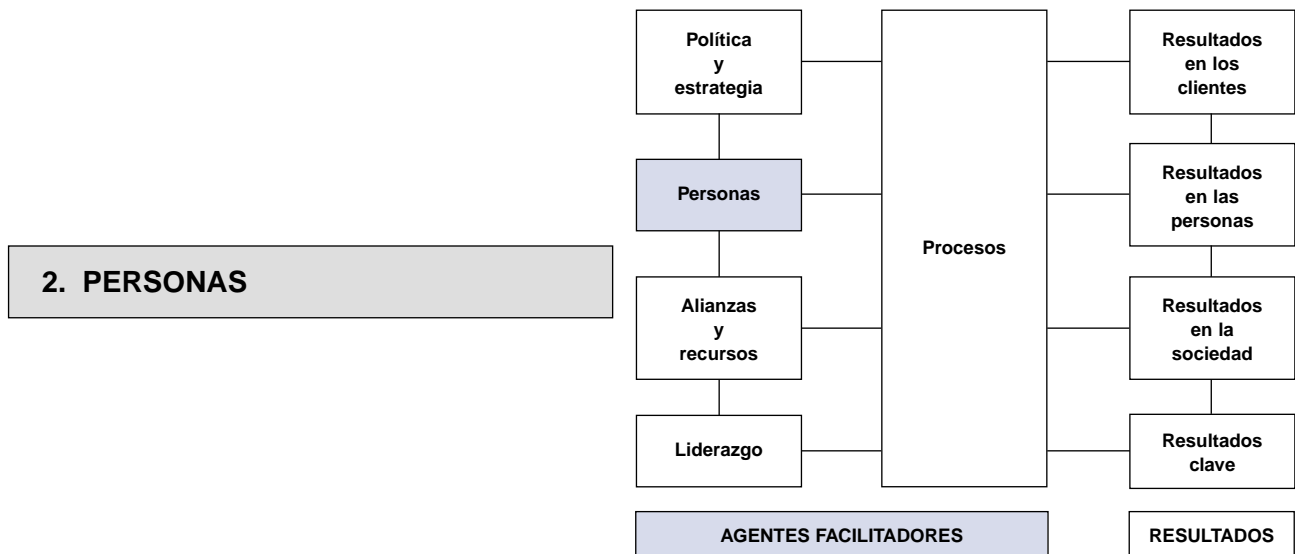 2. PERSONAS
Política
y
estrategia
Personas
Alianzas
y
recursos
Liderazgo
Procesos
Resultados
en los
clientes
Resultados
en las
personas
Resultados
en la
sociedad
Resultados
clave
AGENTES FACILITADORES
RESULTADOS